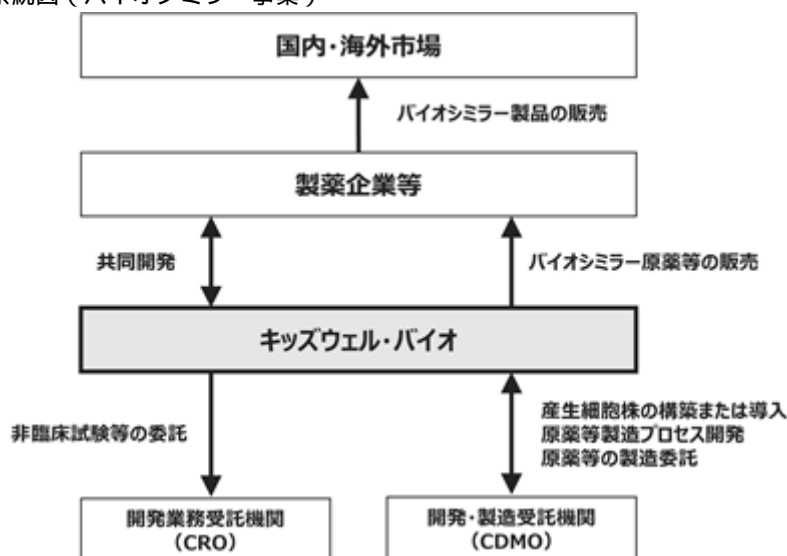 系統図（バイオシミラー事業）
国内・海外市場
バイオシミラー製品の販売
製薬企業等
共同開発
バイオシミラー原薬等の販売
キッズウェル・バイオ
非臨床試験等の委託
産生細胞株の構築または導入
原薬等製造プロセス開発
原薬等の製造委託
開発業務受託機関
（CRO）
開発・製造受託機関
（CDMO）